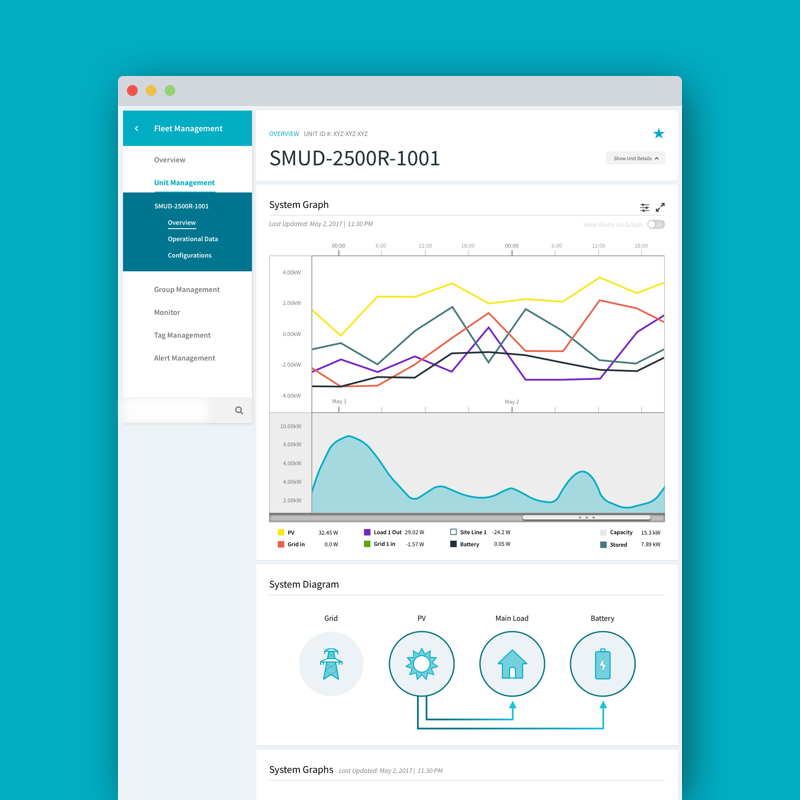 Fleet Management
Overview
Unit Management
SMUD-2500R-1001
Overview
Operational Data
Configurations
Group Management
Monitor
Tag Management
Alert Management
OVERVIEW UNIT ID #: XYZ-XYZ-XYZ
SMUD-2500R-1001
Show Unit Details
System Graph
Last Updated: May 2, 2017 | 11:30 PM
View Alerts on Graph
00:00 6:00 12:00 18:00 00:00 6:00 12:00 18:00
4.00kW
2.00kW
0.00kW
-2.00kW
-4.00kW
May 1 May 2
10.00kW
4.00kW
4.00kW
4.00kW
2.00kW
PV 32.45 W Load 1 Out 29.02 W Site Line 1 -24.2 W Capacity 15.3 kW
Grid in 0.0 W Grid 1 in -1.57 W Battery 0.05 W Stored 7.89 kW
System Diagram
Grid PV Main Load Battery
System Graphs Last Updated: May 2, 2017 | 11:30 PM